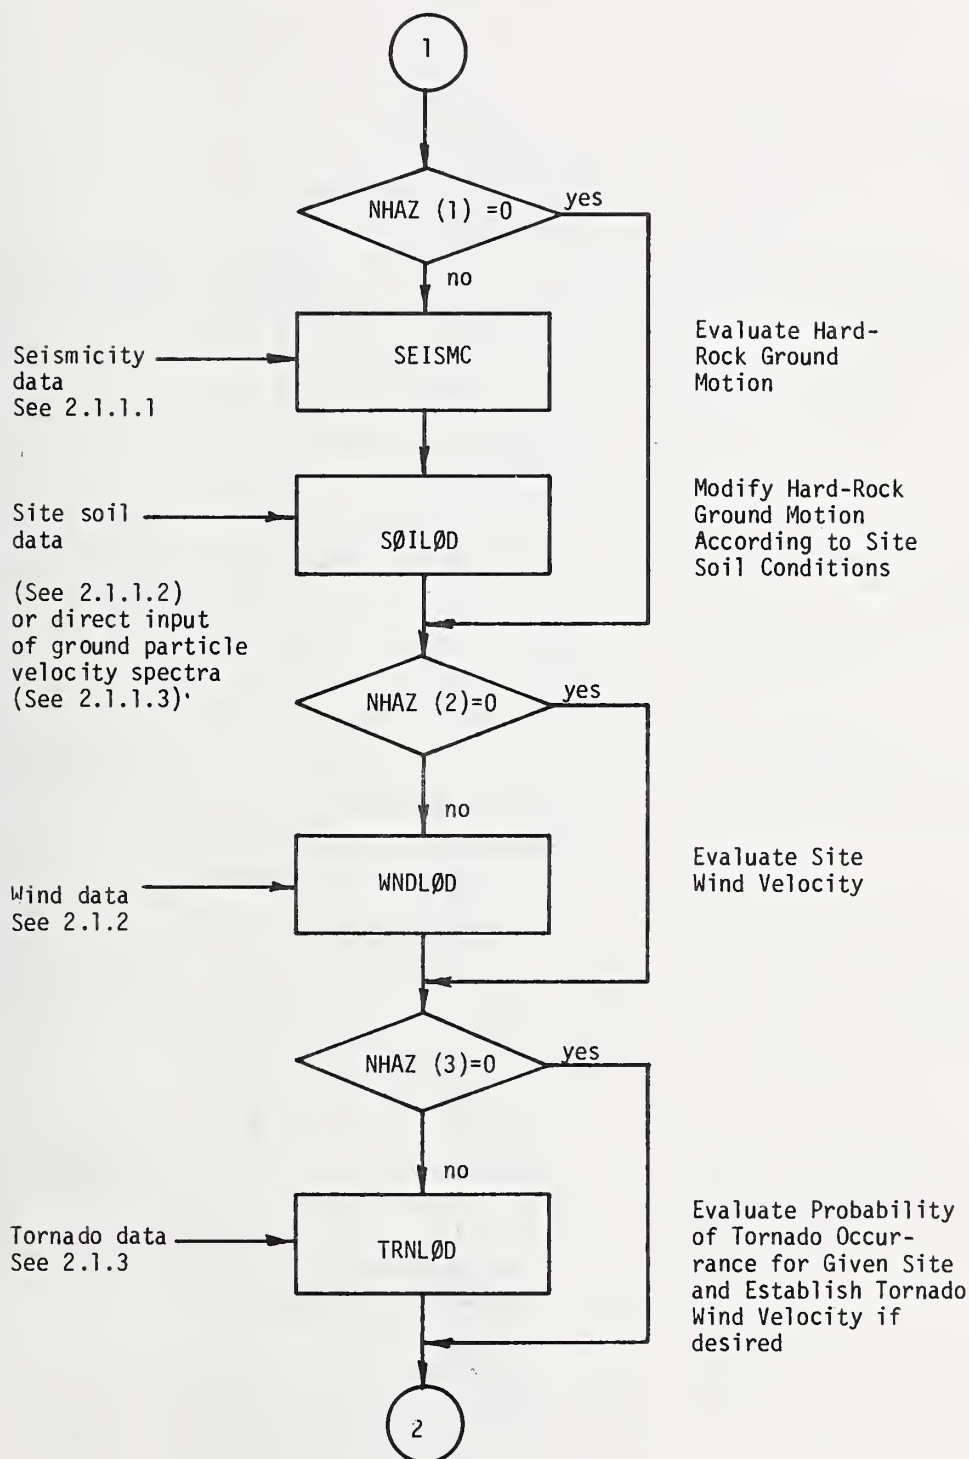 1
NHAZ (1) =0
yes
no
Seismicity
data
See 2.1.1.1
SEISMC
Evaluate Hard-
Rock Ground
Motion
Site soil
data
(See 2.1.1.2)
or direct input
of ground particle
velocity spectra
(See 2.1.1.3)
SØILØD
Modify Hard-Rock
Ground Motion
According to Site
Soil Conditions
NHAZ (2)=0
yes
no
Wind data
See 2.1.2
WNDLØD
Evaluate Site
Wind Velocity
NHAZ (3)=0
yes
no
Tornado data
See 2.1.3
TRNLØD
Evaluate Probability
of Tornado Occur-
rance for Given Site
and Establish Tornado
Wind Velocity if
desired
2